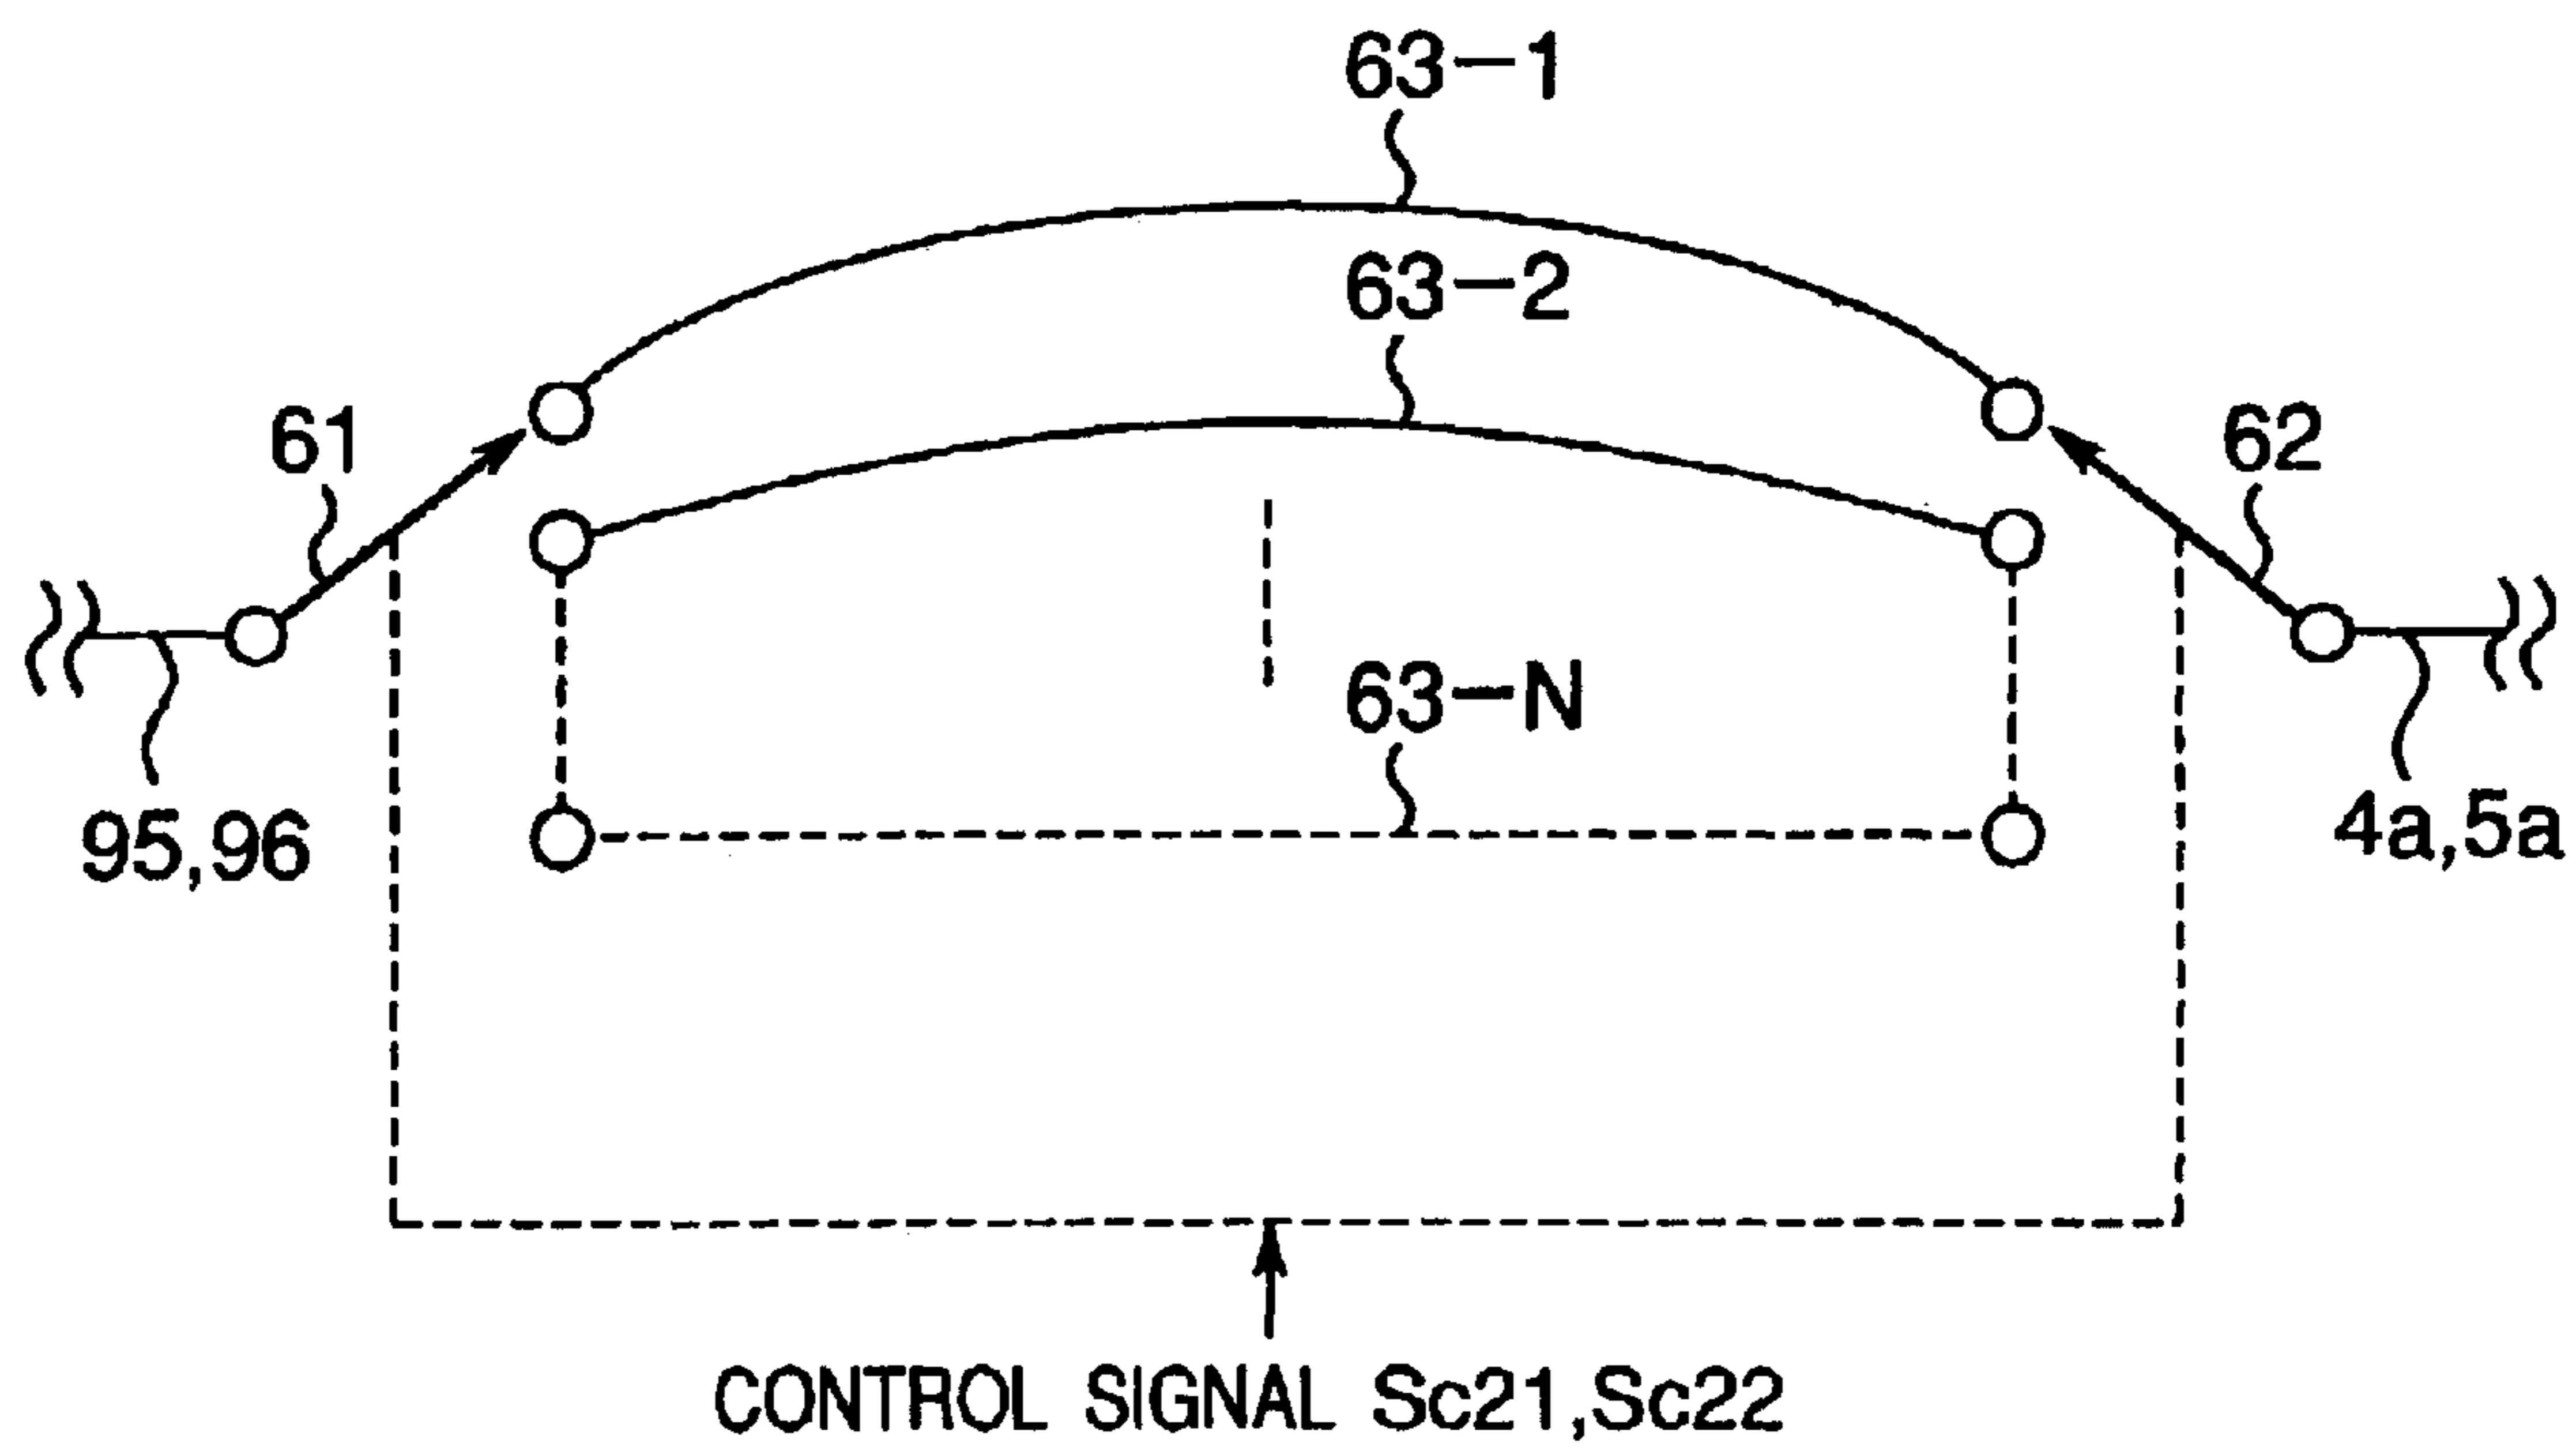 63-1
63-2
61
62
63-N
95,96
4a,5a
CONTROL SIGNAL Sc21,Sc22